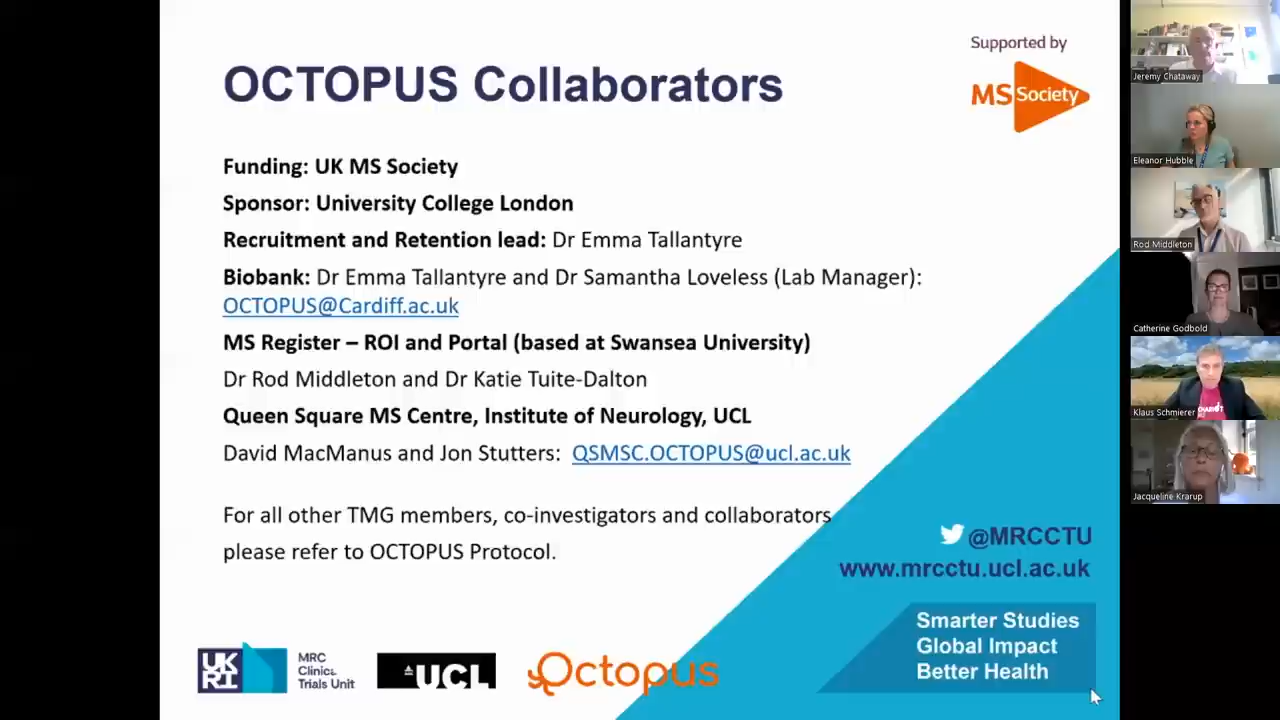 Supported by
MS Society
OCTOPUS Collaborators
Funding: UK MS Society
Sponsor: University College London
Recruitment and Retention lead: Dr Emma Tallantyre
Biobank: Dr Emma Tallantyre and Dr Samantha Loveless (Lab Manager):
OCTOPUS@Cardiff.ac.uk
MS Register – ROI and Portal (based at Swansea University)
Dr Rod Middleton and Dr Katie Tuite-Dalton
Queen Square MS Centre, Institute of Neurology, UCL
David MacManus and Jon Stutters: QSMSC.OCTOPUS@ucl.ac.uk
For all other TMG members, co-investigators and collaborators
please refer to OCTOPUS Protocol.
@MRCCTU
www.mrcctu.ucl.ac.uk
Smarter Studies
Global Impact
Better Health
UK
RI
MRC
Clinical
Trials Unit
UCL
Octopus
Jeremy Chataway
Eleanor Hubble
Rod Middleton
Catherine Godbold
Klaus Schmierer
Jacqueline Krarup